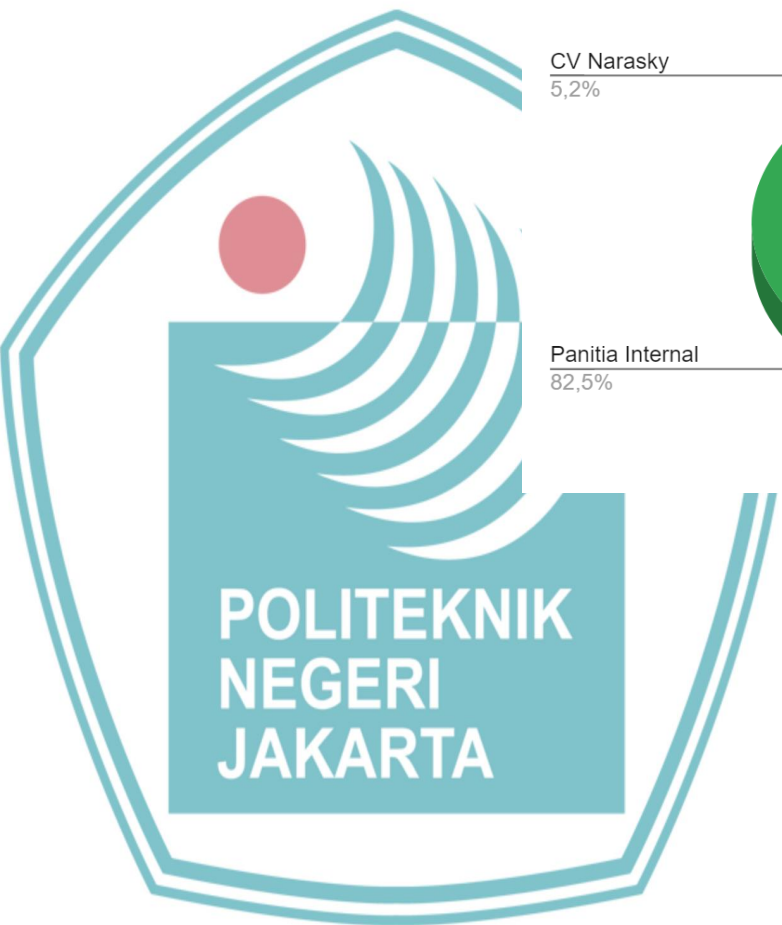 CV Narasky
5,2%
Panitia Internal
82,5%
POLITEKNIK
NEGERI
JAKARTA